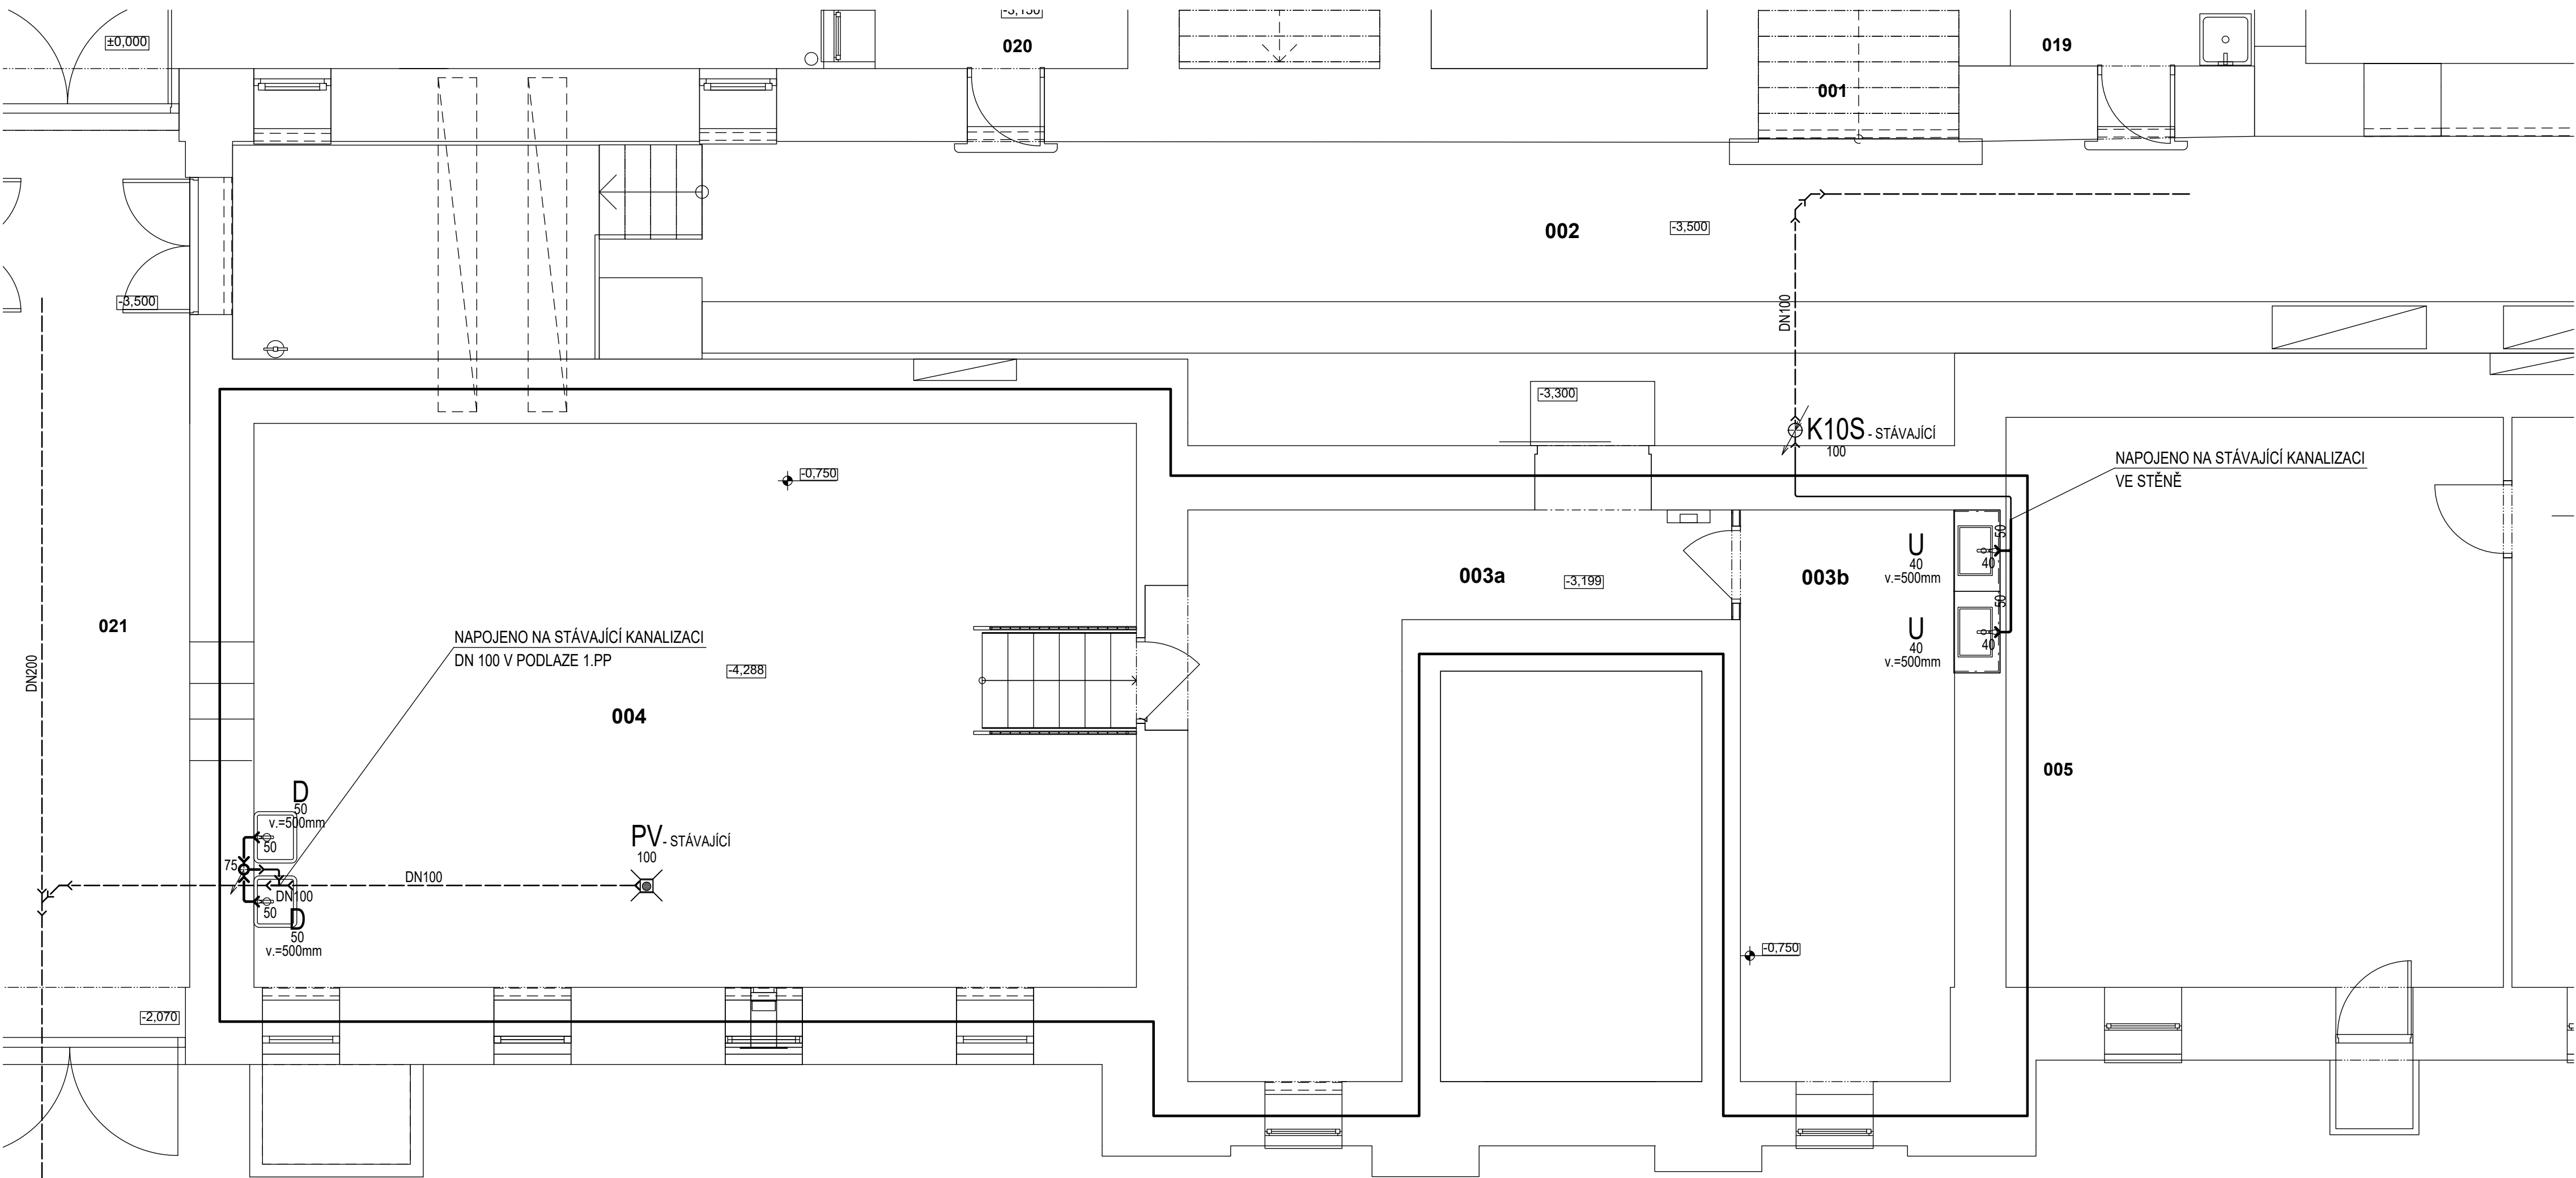 -3,150
±0,000
020
019
001
002
-3,500
-3,500
DN100
-3,300
K10S - STÁVAJÍCÍ
100
NAPOJENO NA STÁVAJÍCÍ KANALIZACI
VE STĚNĚ
-0,750
50
U
40
v.=500mm
40
003a
-3,199
003b
50
U
40
v.=500mm
40
021
NAPOJENO NA STÁVAJÍCÍ KANALIZACI
DN 100 V PODLAZE 1.PP
-4,288
DN200
004
005
D
50
v.=500mm
50
PV - STÁVAJÍCÍ
100
75
DN100
DN100
50
D
50
v.=500mm
-0,750
-2,070